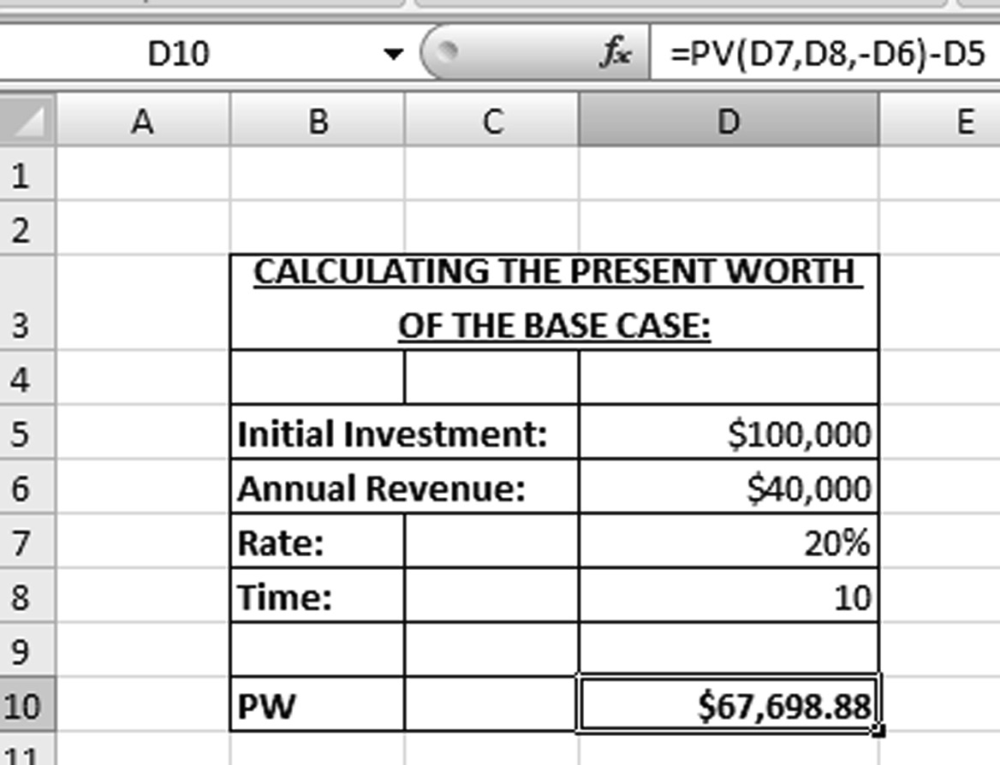 D10 fx =PV(D7,D8,-D6)-D5
A B C D E
1
2
3 CALCULATING THE PRESENT WORTH
OF THE BASE CASE:
4
5 Initial Investment: $100,000
6 Annual Revenue: $40,000
7 Rate: 20%
8 Time: 10
9
10 PW $67,698.88
11